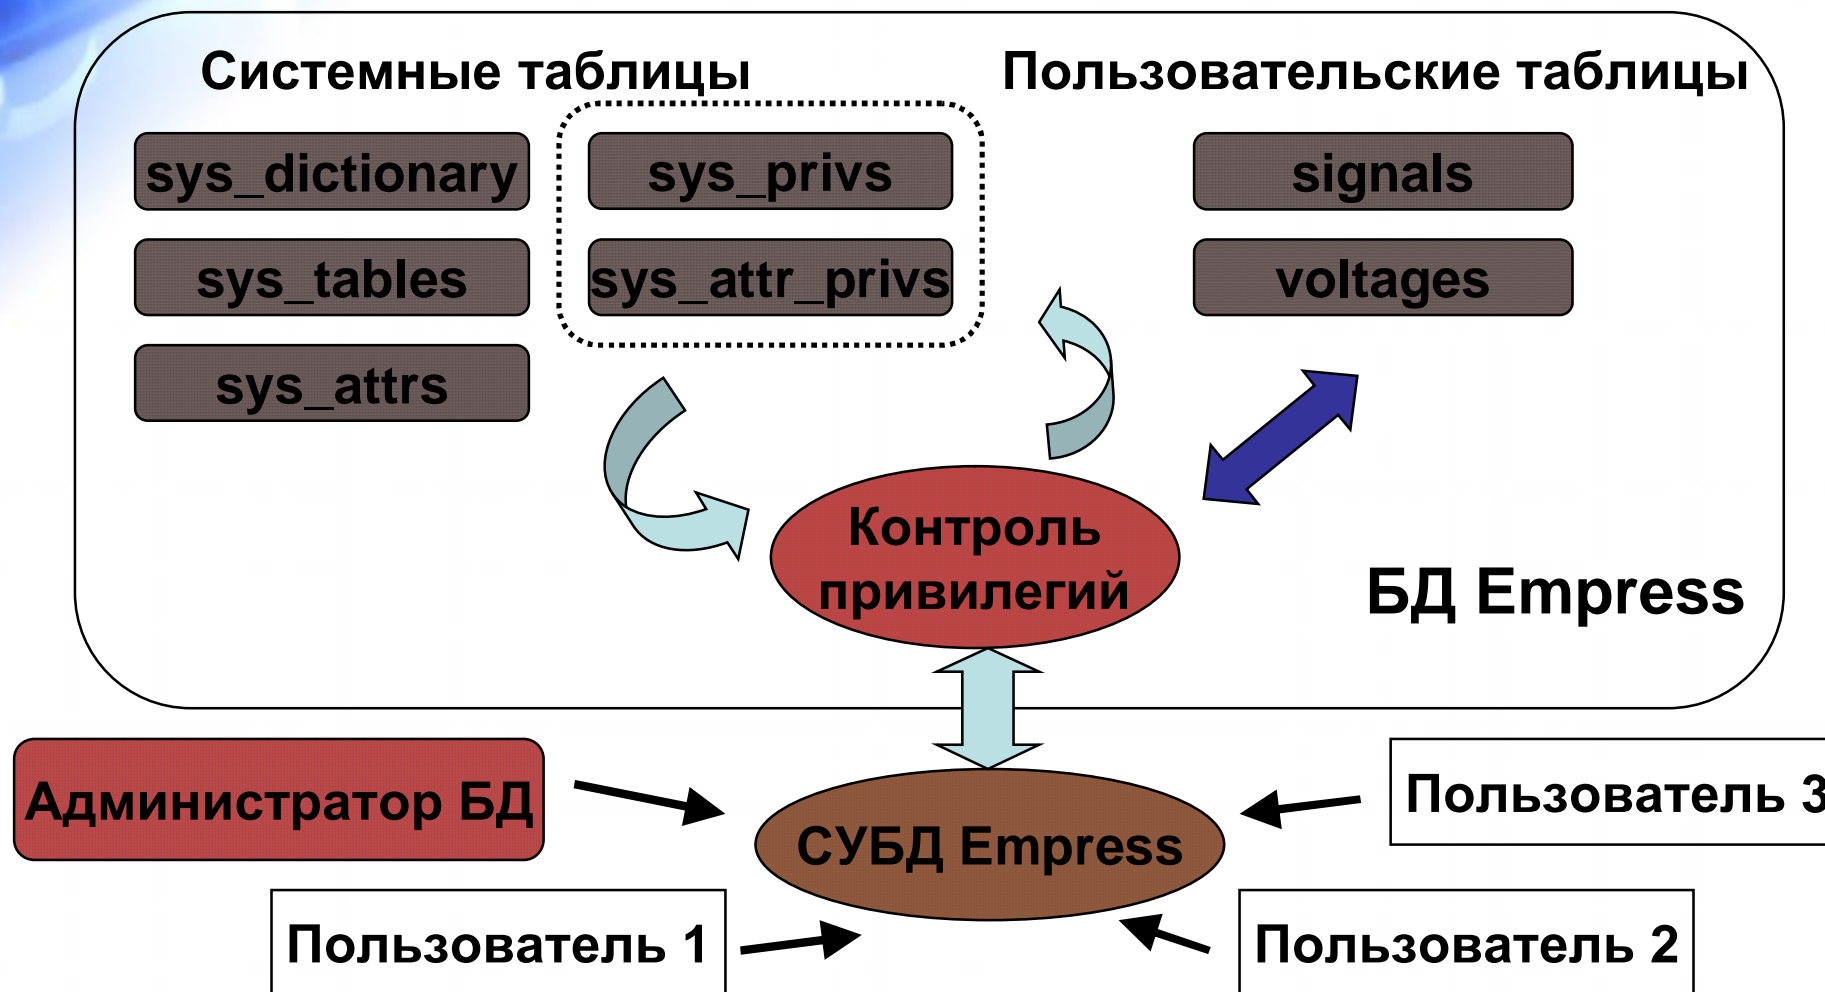 Системные таблицы
Пользовательские таблицы
sys_dictionary
sys_privs
signals
sys_tables
sys_attr_privs
voltages
sys_attrs
Контроль
привилегий
БД Empress
Администратор БД
Пользователь 3
СУБД Empress
Пользователь 1
Пользователь 2